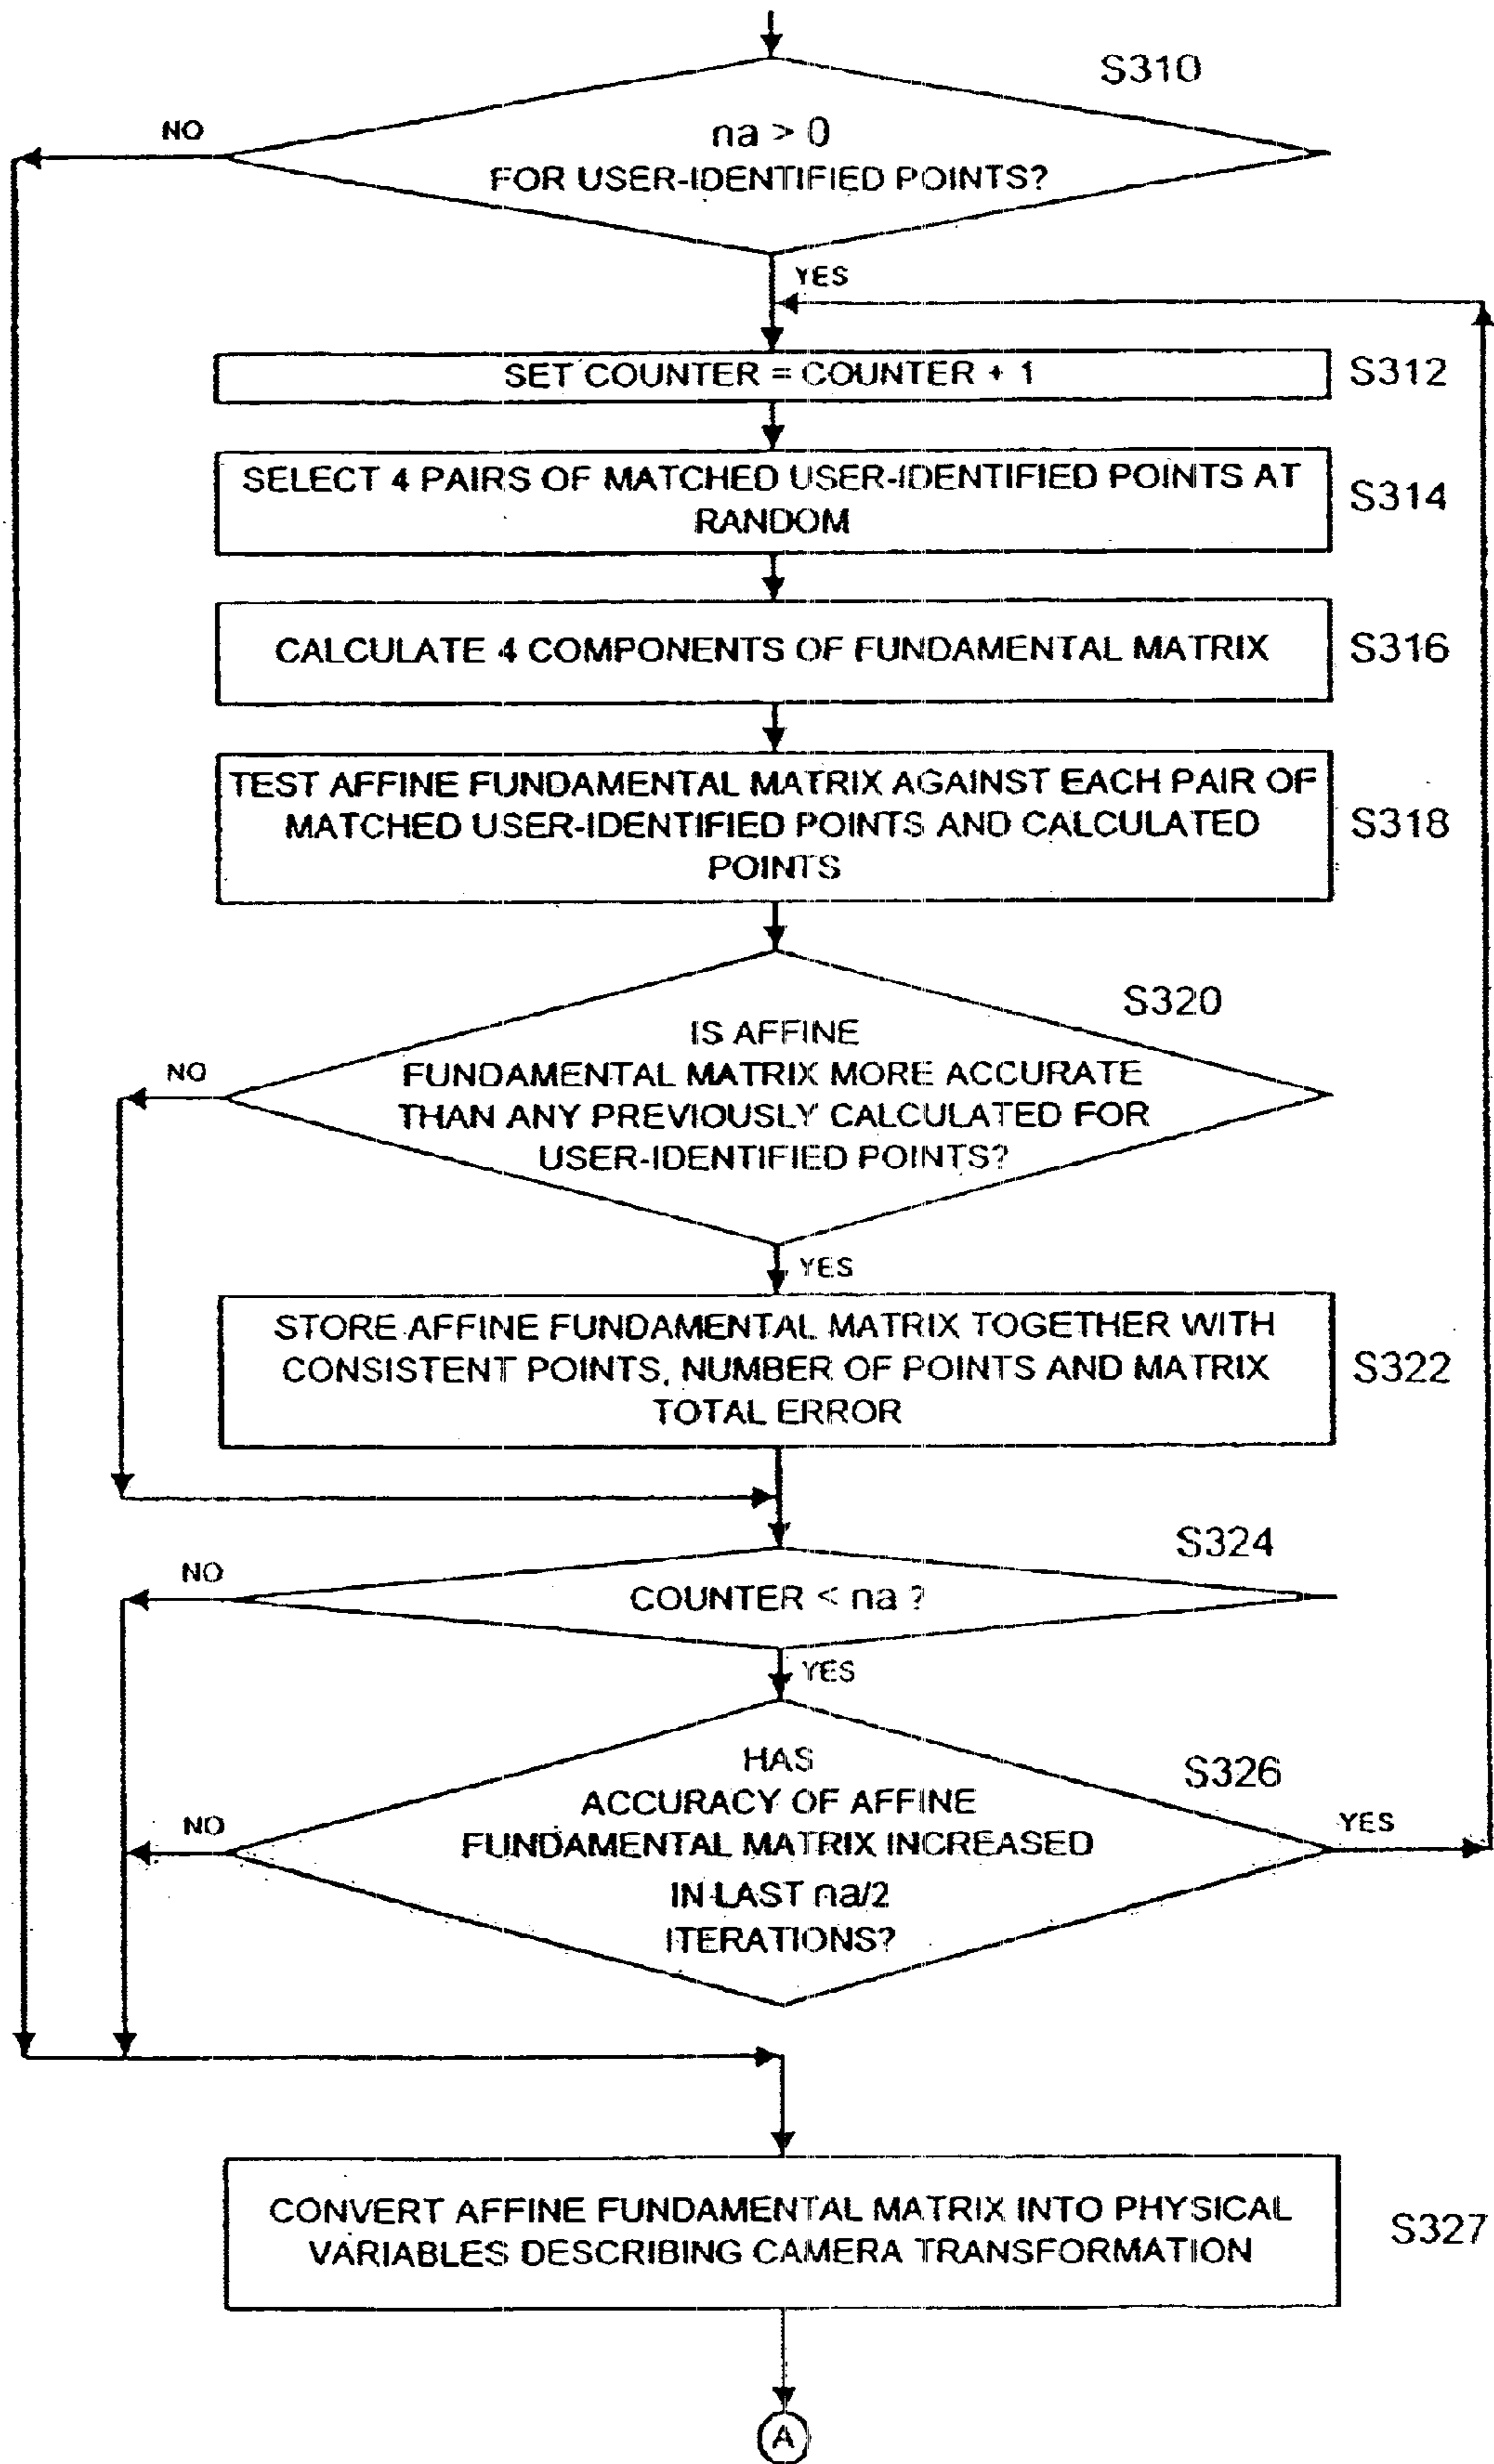 S310
NO
na > 0
FOR USER-IDENTIFIED POINTS?
YES
SET COUNTER = COUNTER + 1
S312
SELECT 4 PAIRS OF MATCHED USER-IDENTIFIED POINTS AT
RANDOM
S314
CALCULATE 4 COMPONENTS OF FUNDAMENTAL MATRIX
S316
TEST AFFINE FUNDAMENTAL MATRIX AGAINST EACH PAIR OF
MATCHED USER-IDENTIFIED POINTS AND CALCULATED
POINTS
S318
S320
IS AFFINE
NO
FUNDAMENTAL MATRIX MORE ACCURATE
THAN ANY PREVIOUSLY CALCULATED FOR
USER-IDENTIFIED POINTS?
YES
STORE AFFINE FUNDAMENTAL MATRIX TOGETHER WITH
CONSISTENT POINTS, NUMBER OF POINTS AND MATRIX
TOTAL ERROR
S322
S324
NO
COUNTER < na ?
YES
HAS
S326
ACCURACY OF AFFINE
NO
FUNDAMENTAL MATRIX INCREASED
YES
IN LAST na/2
ITERATIONS?
CONVERT AFFINE FUNDAMENTAL MATRIX INTO PHYSICAL
VARIABLES DESCRIBING CAMERA TRANSFORMATION
S327
A